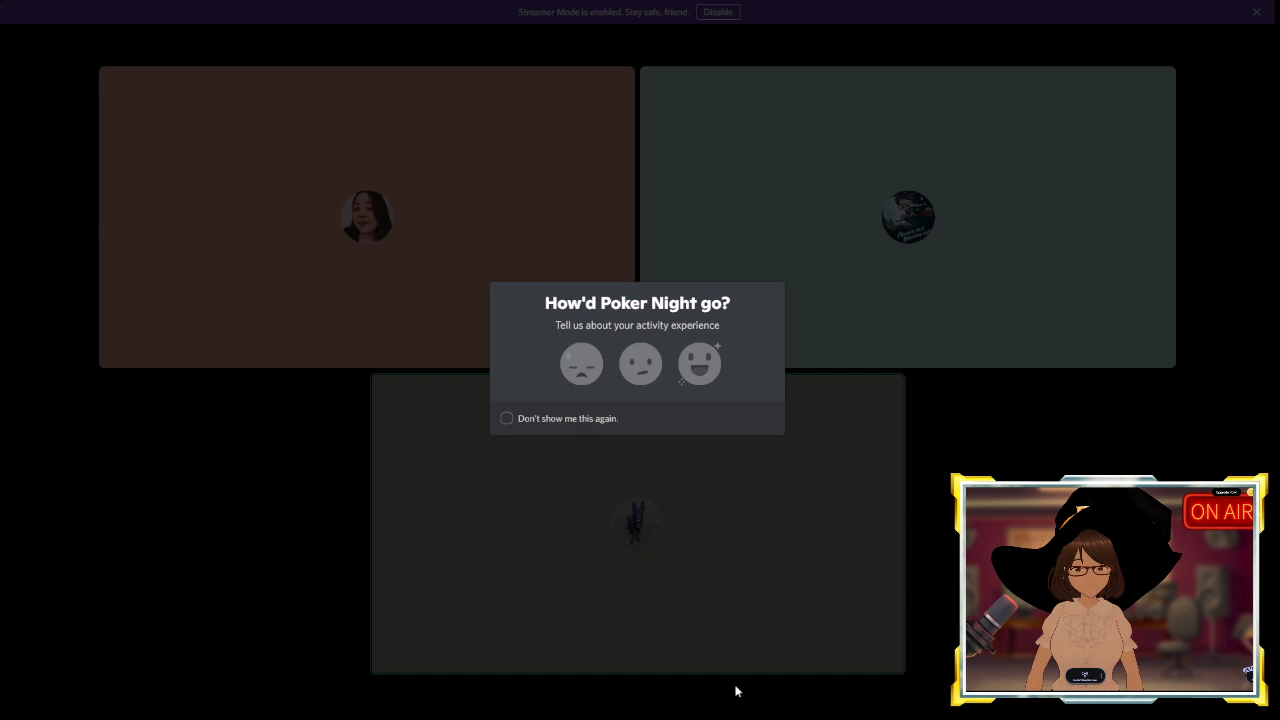 Streamer Mode is enabled. Stay safe, friend.
Disable
How'd Poker Night go?
Tell us about your activity experience
Don't show me this again.
ON AIR